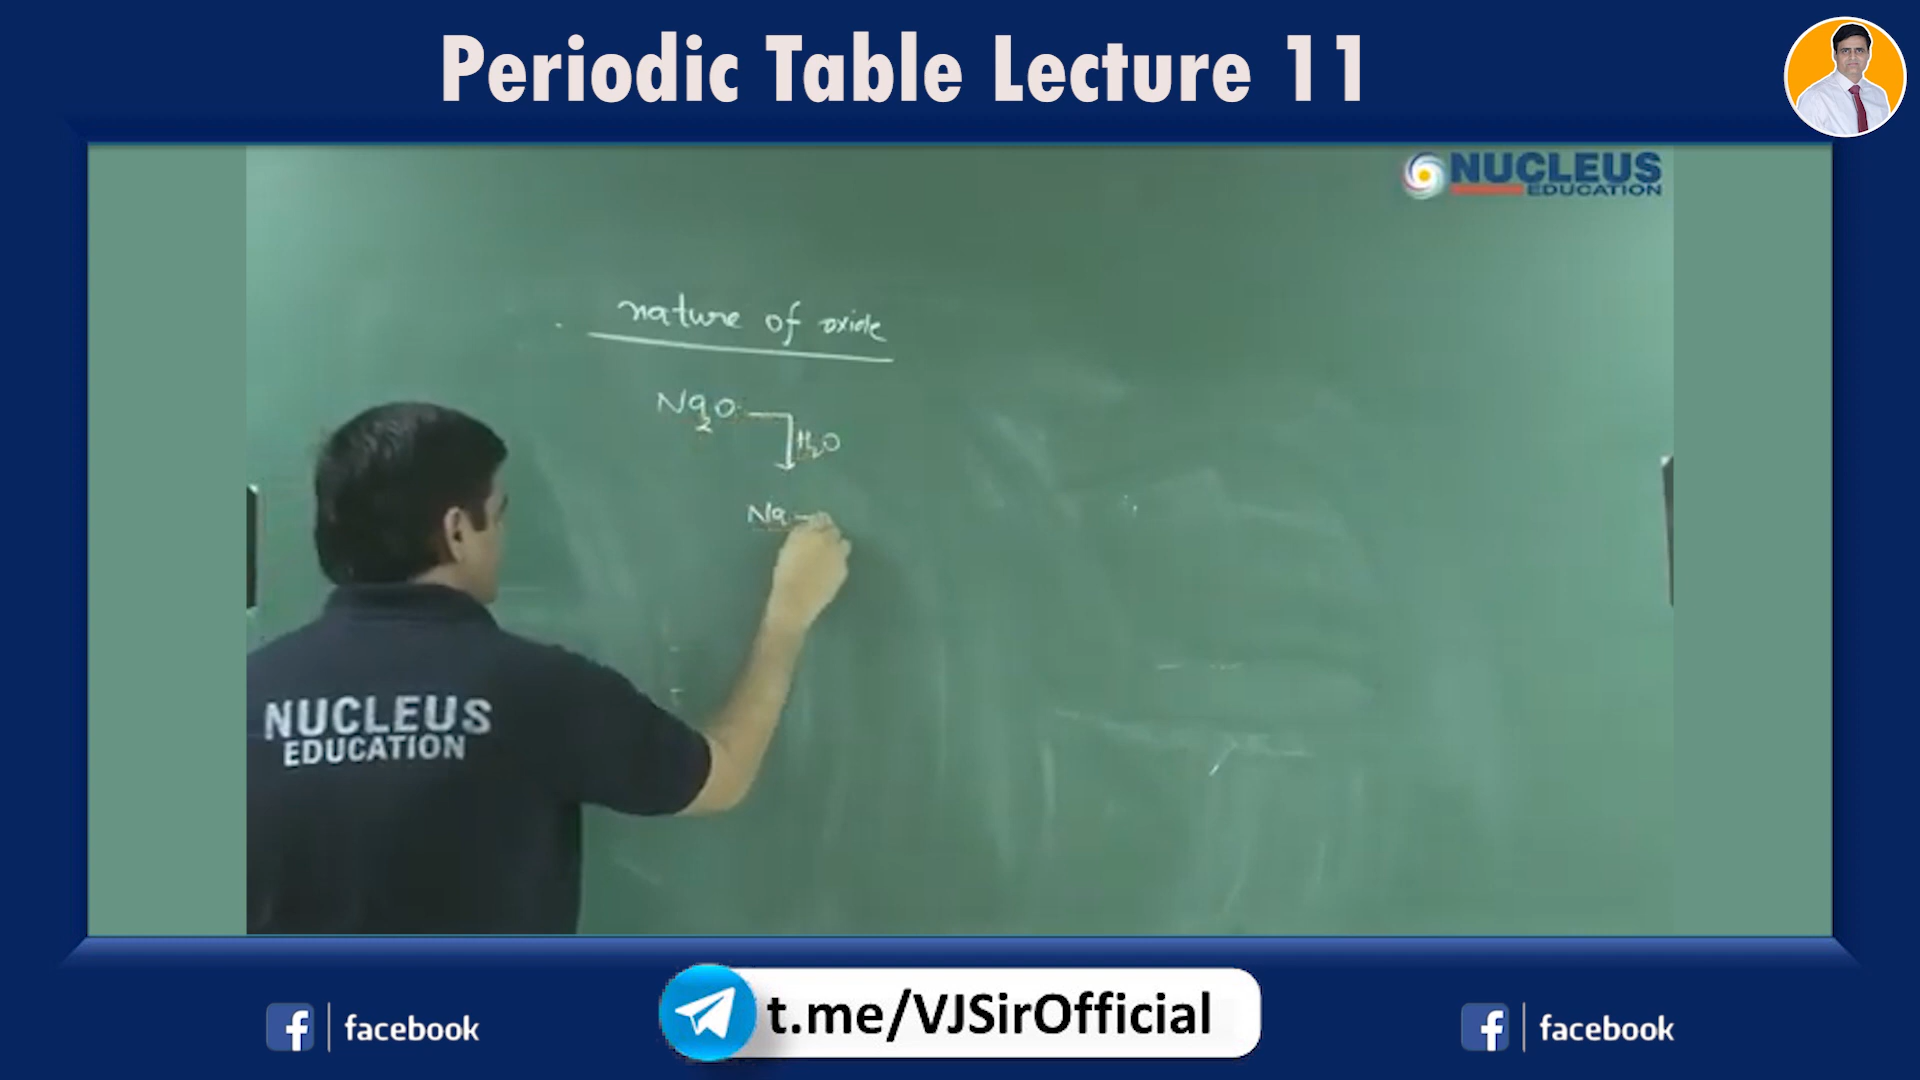 Periodic Table Lecture 11
NUCLEUS
EDUCATION
nature of oxide
Na2O
H2O
Na
NUCLEUS
EDUCATION
facebook
t.me/VJSirOfficial
facebook